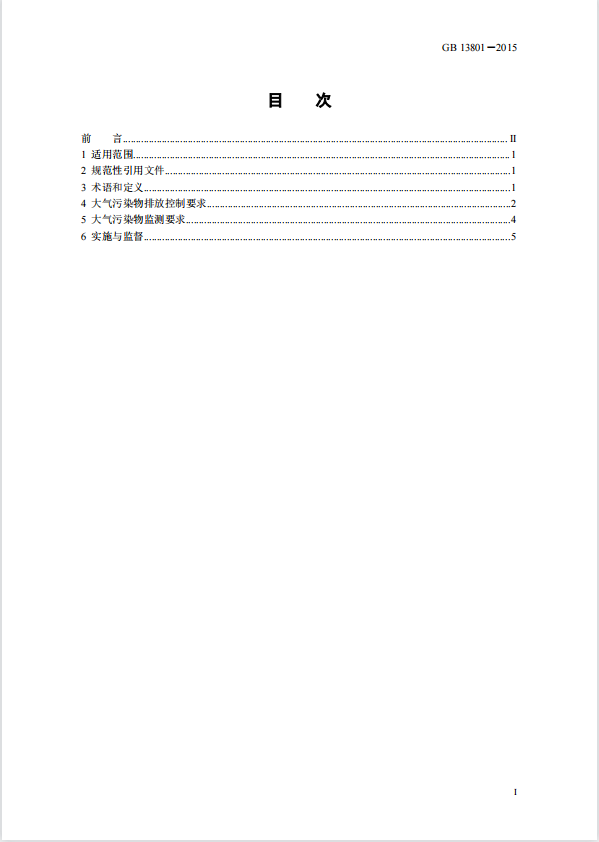 GB 13801—2015
目 次
前 言........................................................................................................................................II
1 适用范围....................................................................................................................................1
2 规范性引用文件........................................................................................................................1
3 术语和定义................................................................................................................................1
4 大气污染物排放控制要求........................................................................................................2
5 大气污染物监测要求................................................................................................................4
6 实施与监督................................................................................................................................5
I